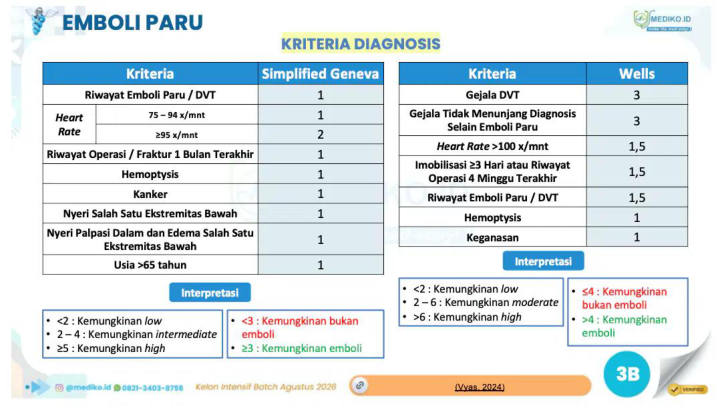 EMBOLI PARU
MEDIKO.ID
KRITERIA DIAGNOSIS
Kriteria Simplified Geneva
Riwayat Emboli Paru / DVT 1
Heart Rate 75 – 94 x/mnt 1
≥95 x/mnt 2
Riwayat Operasi / Fraktur 1 Bulan Terakhir 1
Hemoptysis 1
Kanker 1
Nyeri Salah Satu Ekstremitas Bawah 1
Nyeri Palpasi Dalam dan Edema Salah Satu
Ekstremitas Bawah 1
Usia >65 tahun 1
Interpretasi
• <2 : Kemungkinan low
• 2 – 4 : Kemungkinan intermediate
• ≥5 : Kemungkinan high
• <3 : Kemungkinan bukan
emboli
• ≥3 : Kemungkinan emboli
Kriteria Wells
Gejala DVT 3
Gejala Tidak Menunjang Diagnosis
Selain Emboli Paru 3
Heart Rate >100 x/mnt 1,5
Imobilisasi ≥3 Hari atau Riwayat
Operasi 4 Minggu Terakhir 1,5
Riwayat Emboli Paru / DVT 1,5
Hemoptysis 1
Keganasan 1
Interpretasi
• <2 : Kemungkinan low
• 2 – 6 : Kemungkinan moderate
• >6 : Kemungkinan high
• ≤4 : Kemungkinan
bukan emboli
• >4 : Kemungkinan
emboli
3B
@mediko.id 0821-3403-8758 Kelon Intensif Batch Agustus 2026
(Vyas, 2024)
VERIFIED